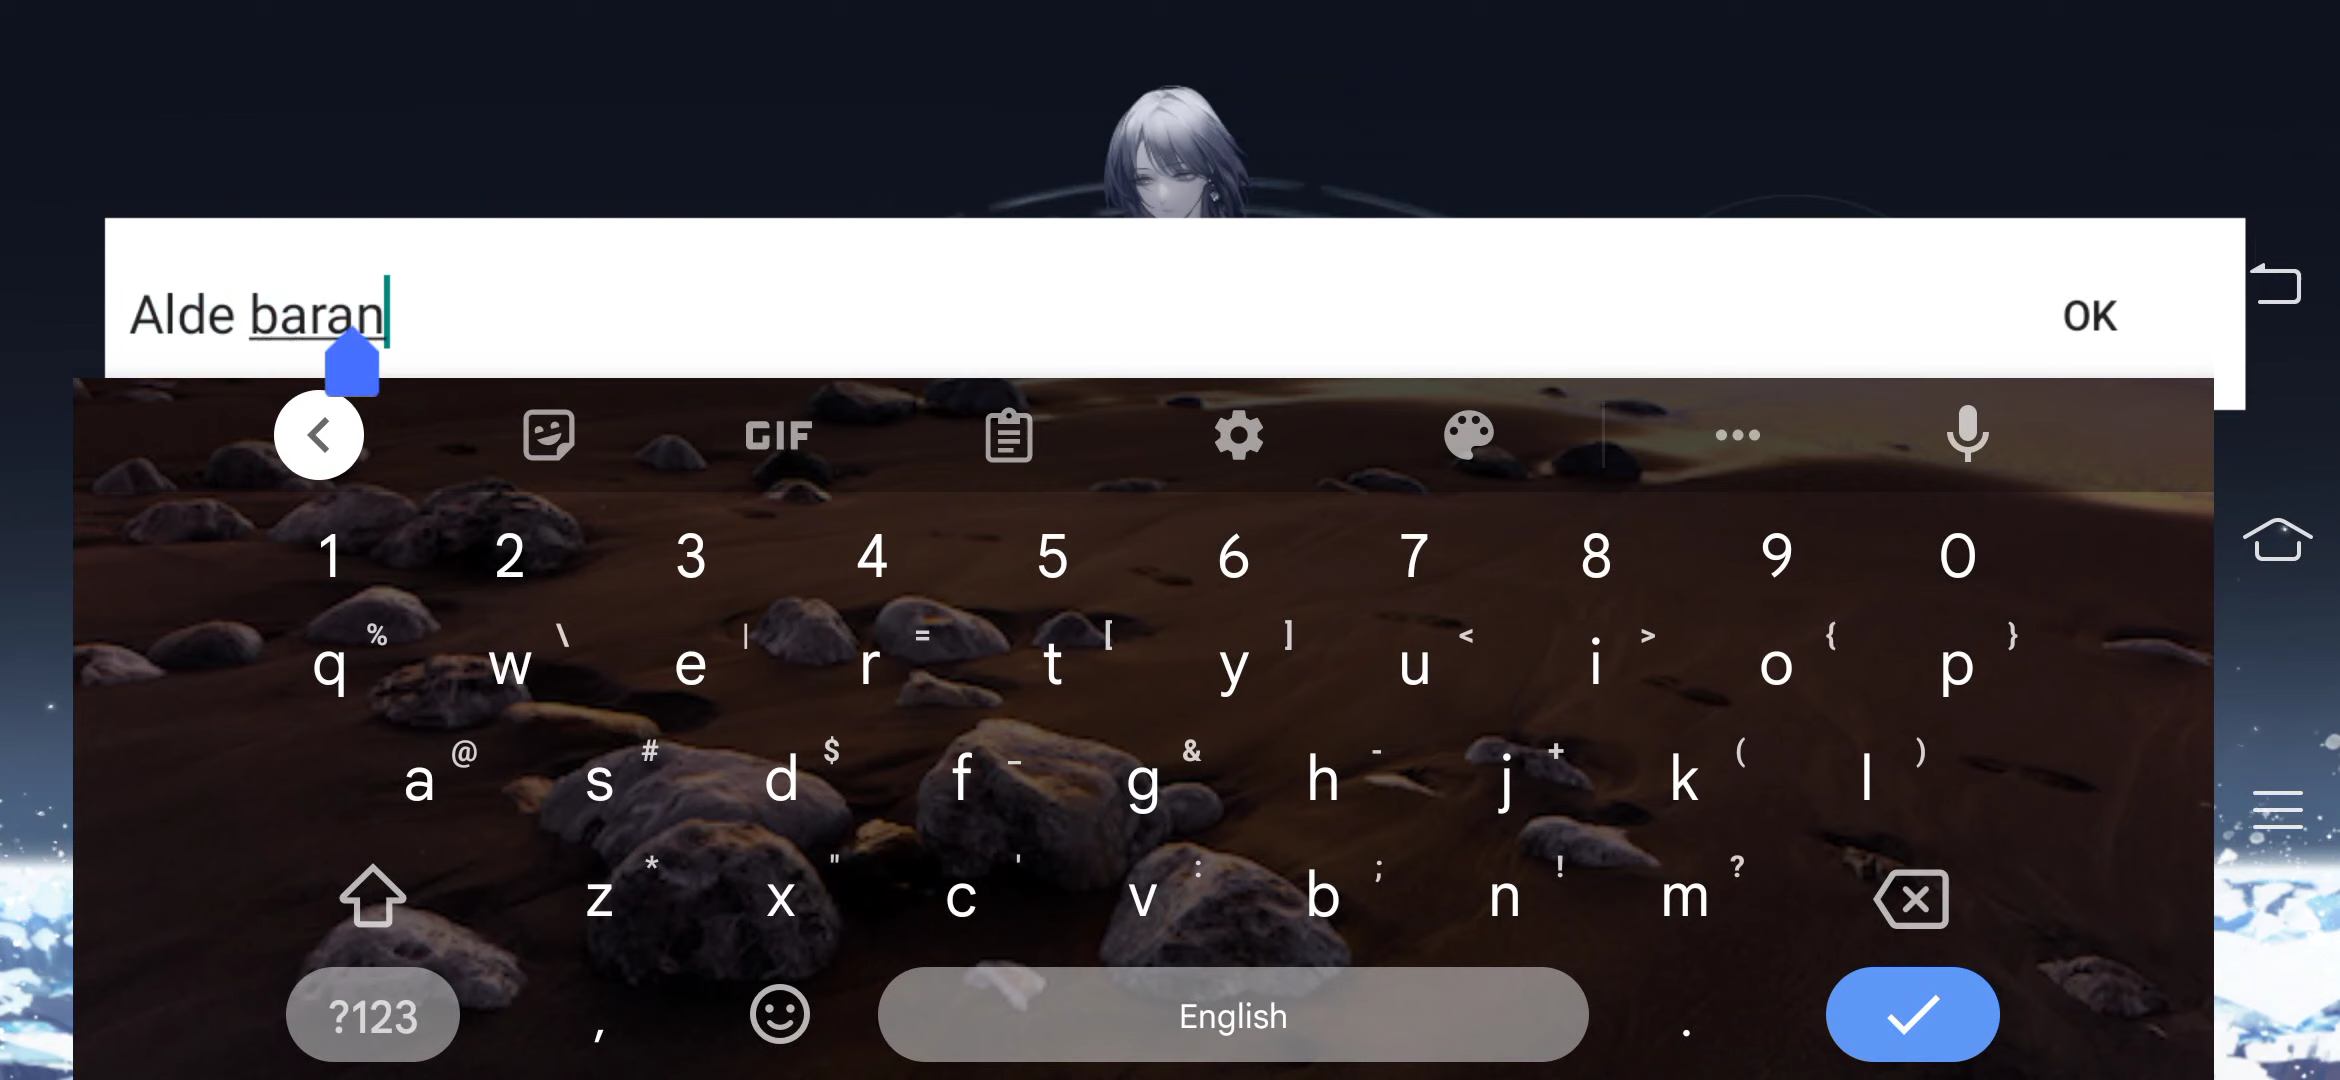 Alde baran
OK
GIF
1 2 3 4 5 6 7 8 9 0
% \ | = [ ] < > { }
q w e r t y u i o p
@ # $ _ & - + ( )
a s d f g h j k l
* " ' : ; ! ?
z x c v b n m
?123 , English .